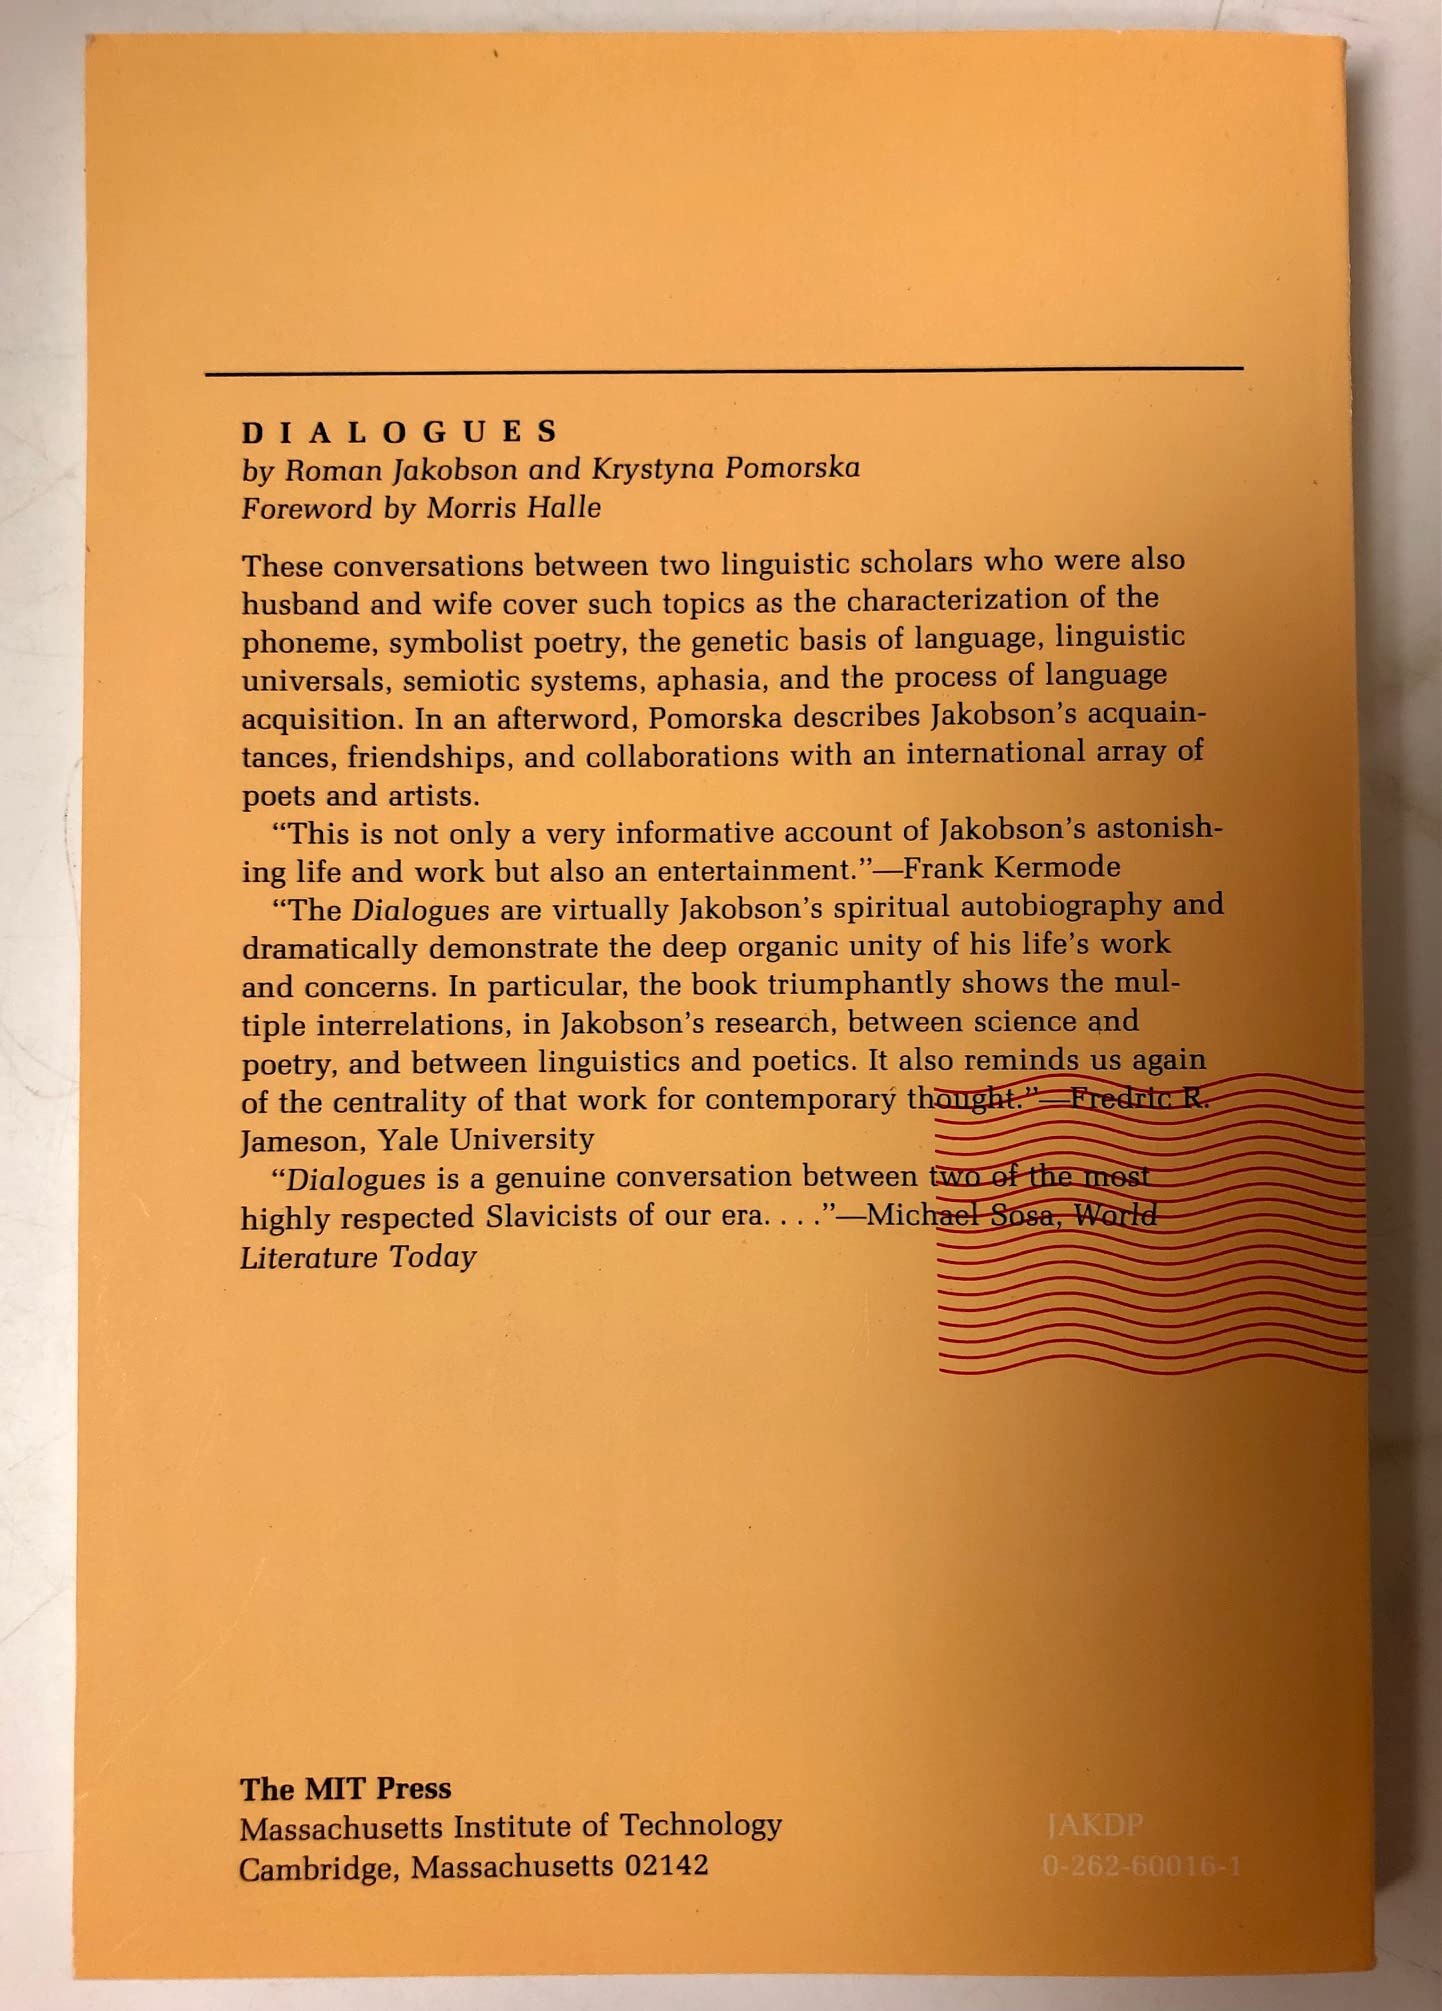 DIALOGUES
by Roman Jakobson and Krystyna Pomorska
Foreword by Morris Halle
These conversations between two linguistic scholars who were also
husband and wife cover such topics as the characterization of the
phoneme, symbolist poetry, the genetic basis of language, linguistic
universals, semiotic systems, aphasia, and the process of language
acquisition. In an afterword, Pomorska describes Jakobson's acquain-
tances, friendships, and collaborations with an international array of
poets and artists.
“This is not only a very informative account of Jakobson's astonish-
ing life and work but also an entertainment.”—Frank Kermode
“The Dialogues are virtually Jakobson's spiritual autobiography and
dramatically demonstrate the deep organic unity of his life's work
and concerns. In particular, the book triumphantly shows the mul-
tiple interrelations, in Jakobson's research, between science and
poetry, and between linguistics and poetics. It also reminds us again
of the centrality of that work for contemporary thought.”—Fredric R.
Jameson, Yale University
“Dialogues is a genuine conversation between two of the most
highly respected Slavicists of our era. . . .”—Michael Sosa, World
Literature Today
The MIT Press
Massachusetts Institute of Technology
Cambridge, Massachusetts 02142
JAKDP
0-262-60016-1